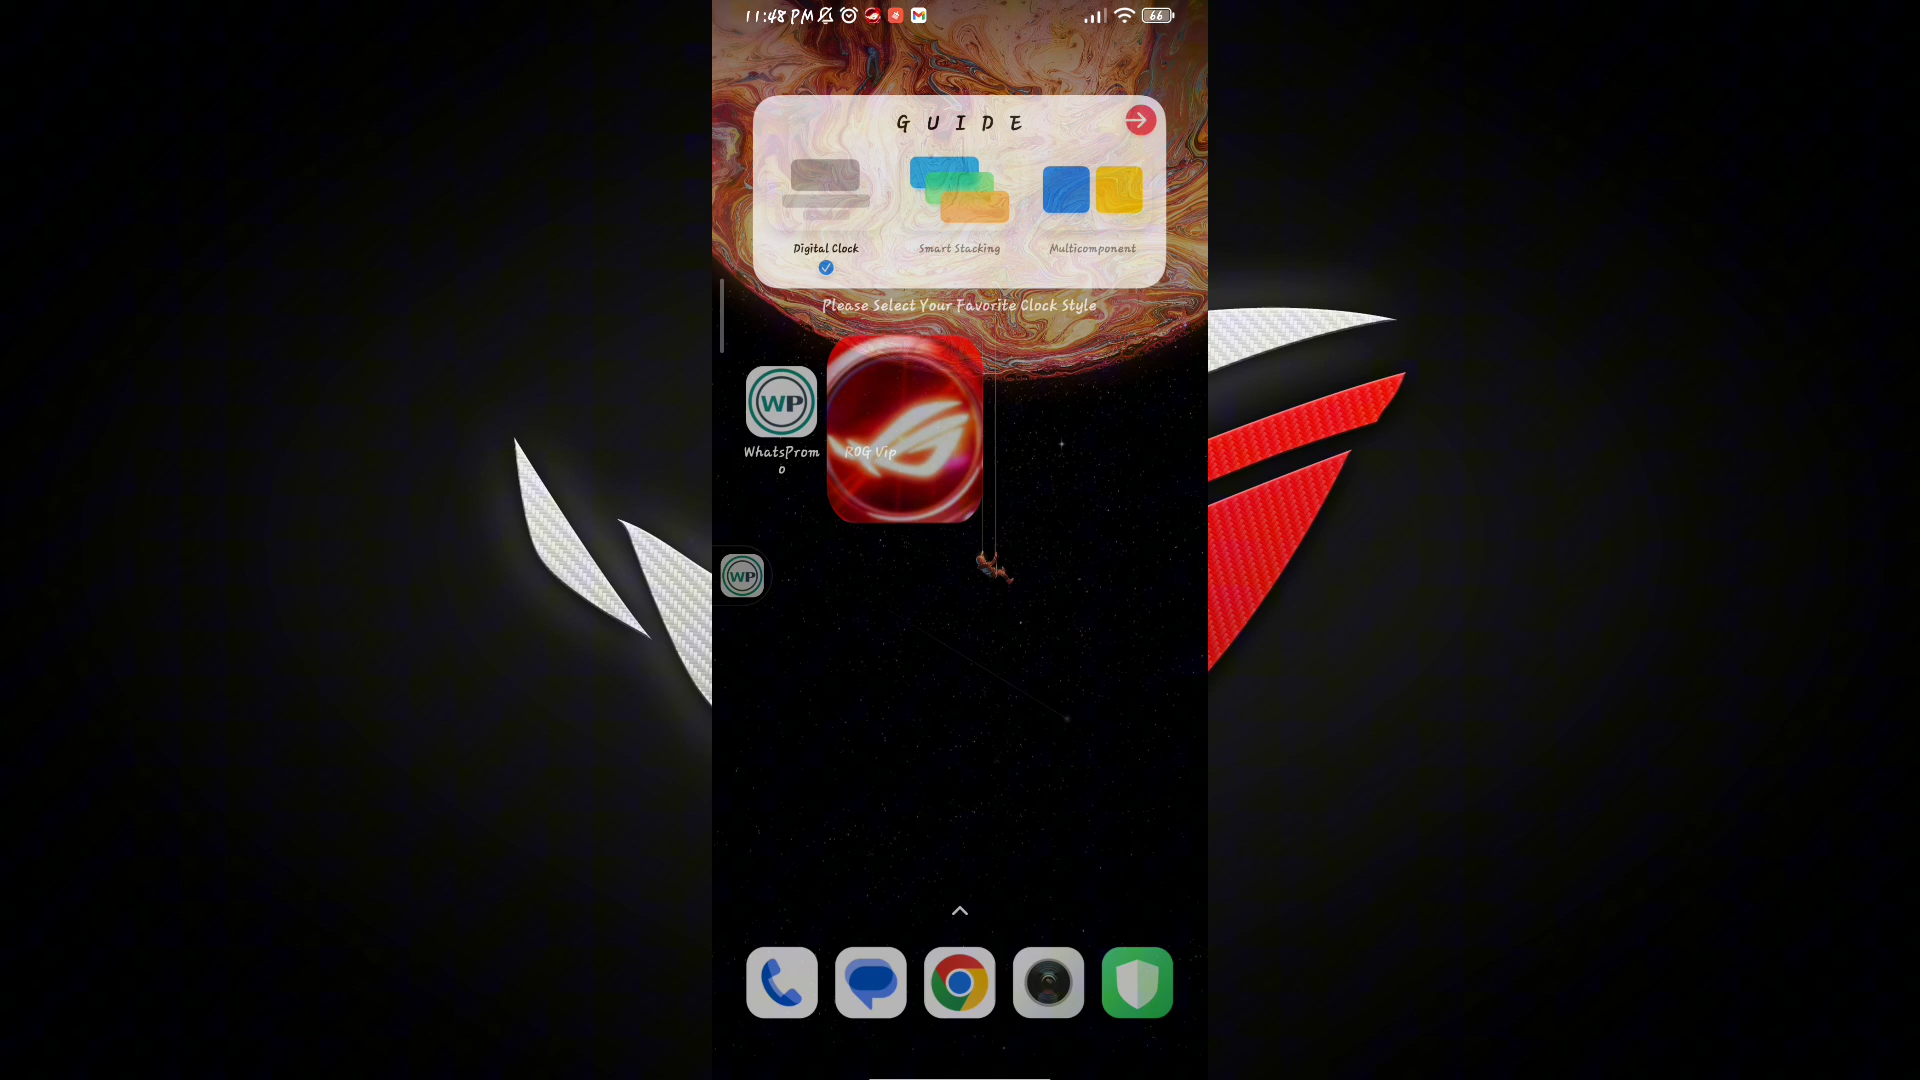 11:48 PM
66
GUIDE
Digital Clock
Smart Stacking
Multicomponent
Please Select Your Favorite Clock Style
WP
WhatsProm
o
ROG Vip
WP